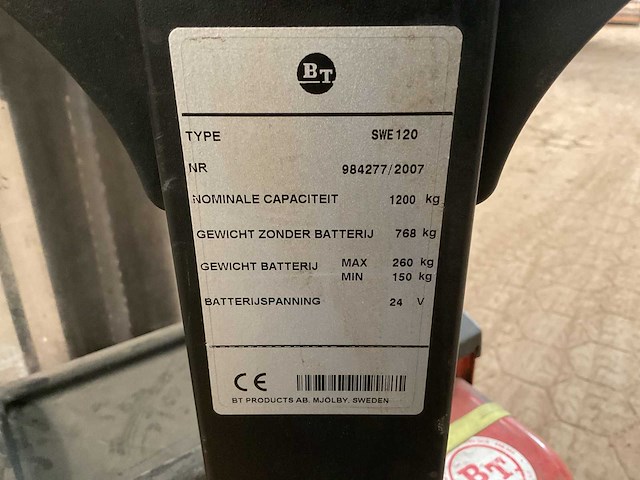 BT
TYPE SWE120
NR 984277/2007
NOMINALE CAPACITEIT 1200 kg
GEWICHT ZONDER BATTERIJ 768 kg
GEWICHT BATTERIJ MAX 260 kg
MIN 150 kg
BATTERIJSPANNING 24 V
CE
BT PRODUCTS AB, MJÖLBY, SWEDEN
BT